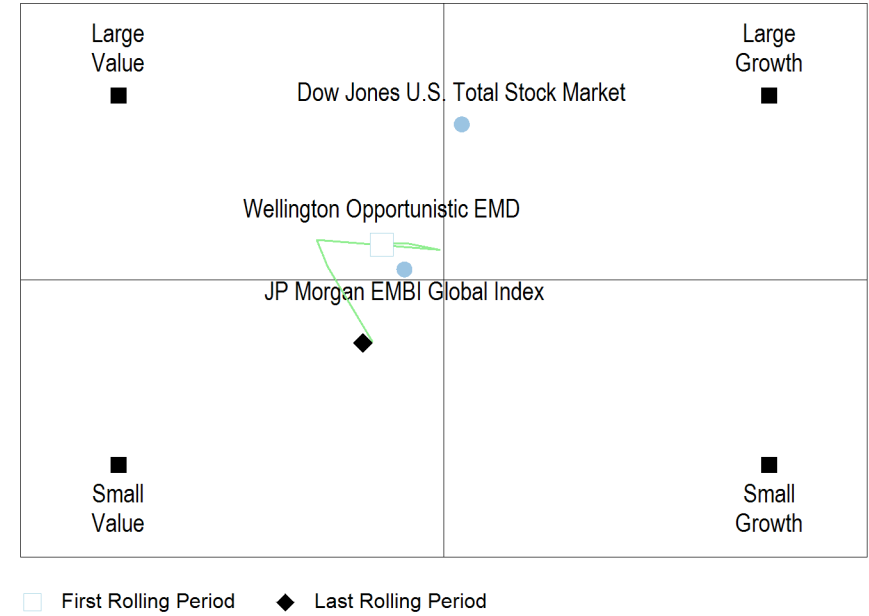 Large
Value
Large
Growth
Dow Jones U.S. Total Stock Market
Wellington Opportunistic EMD
JP Morgan EMBI Global Index
Small
Value
Small
Growth
First Rolling Period
Last Rolling Period